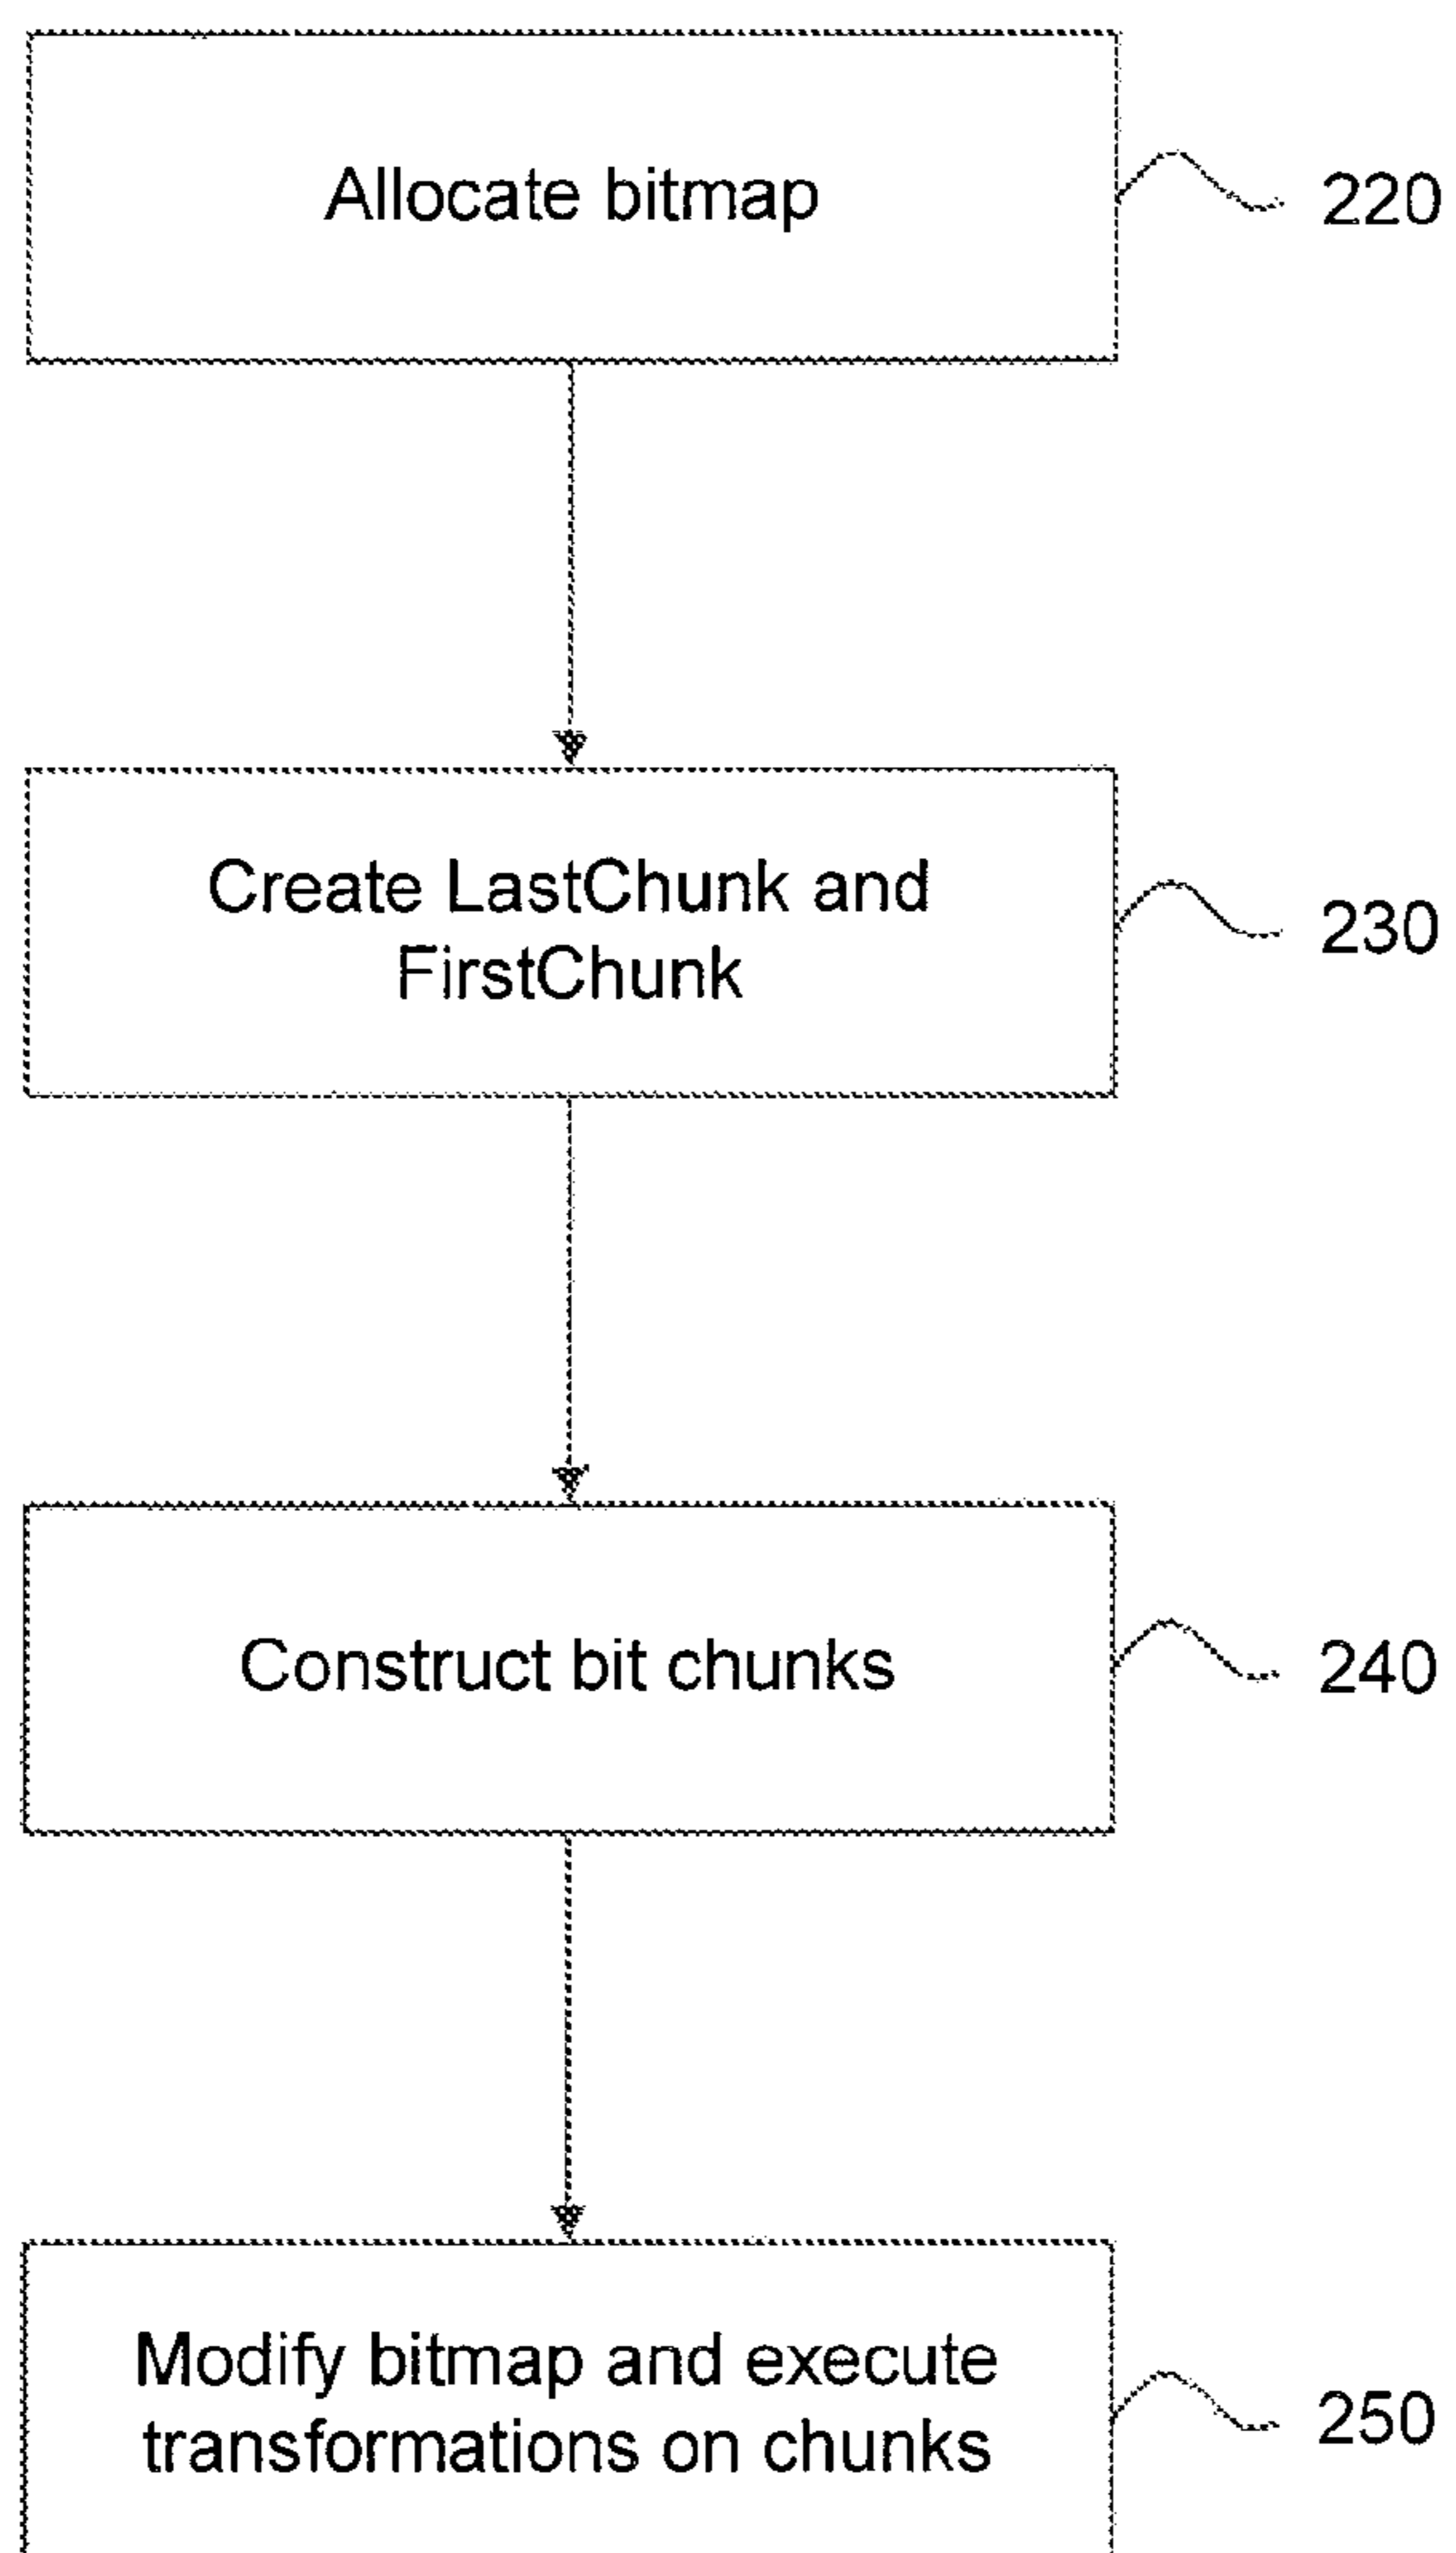 Allocate bitmap
220
Create LastChunk and
FirstChunk
230
Construct bit chunks
240
Modify bitmap and execute
transformations on chunks
250